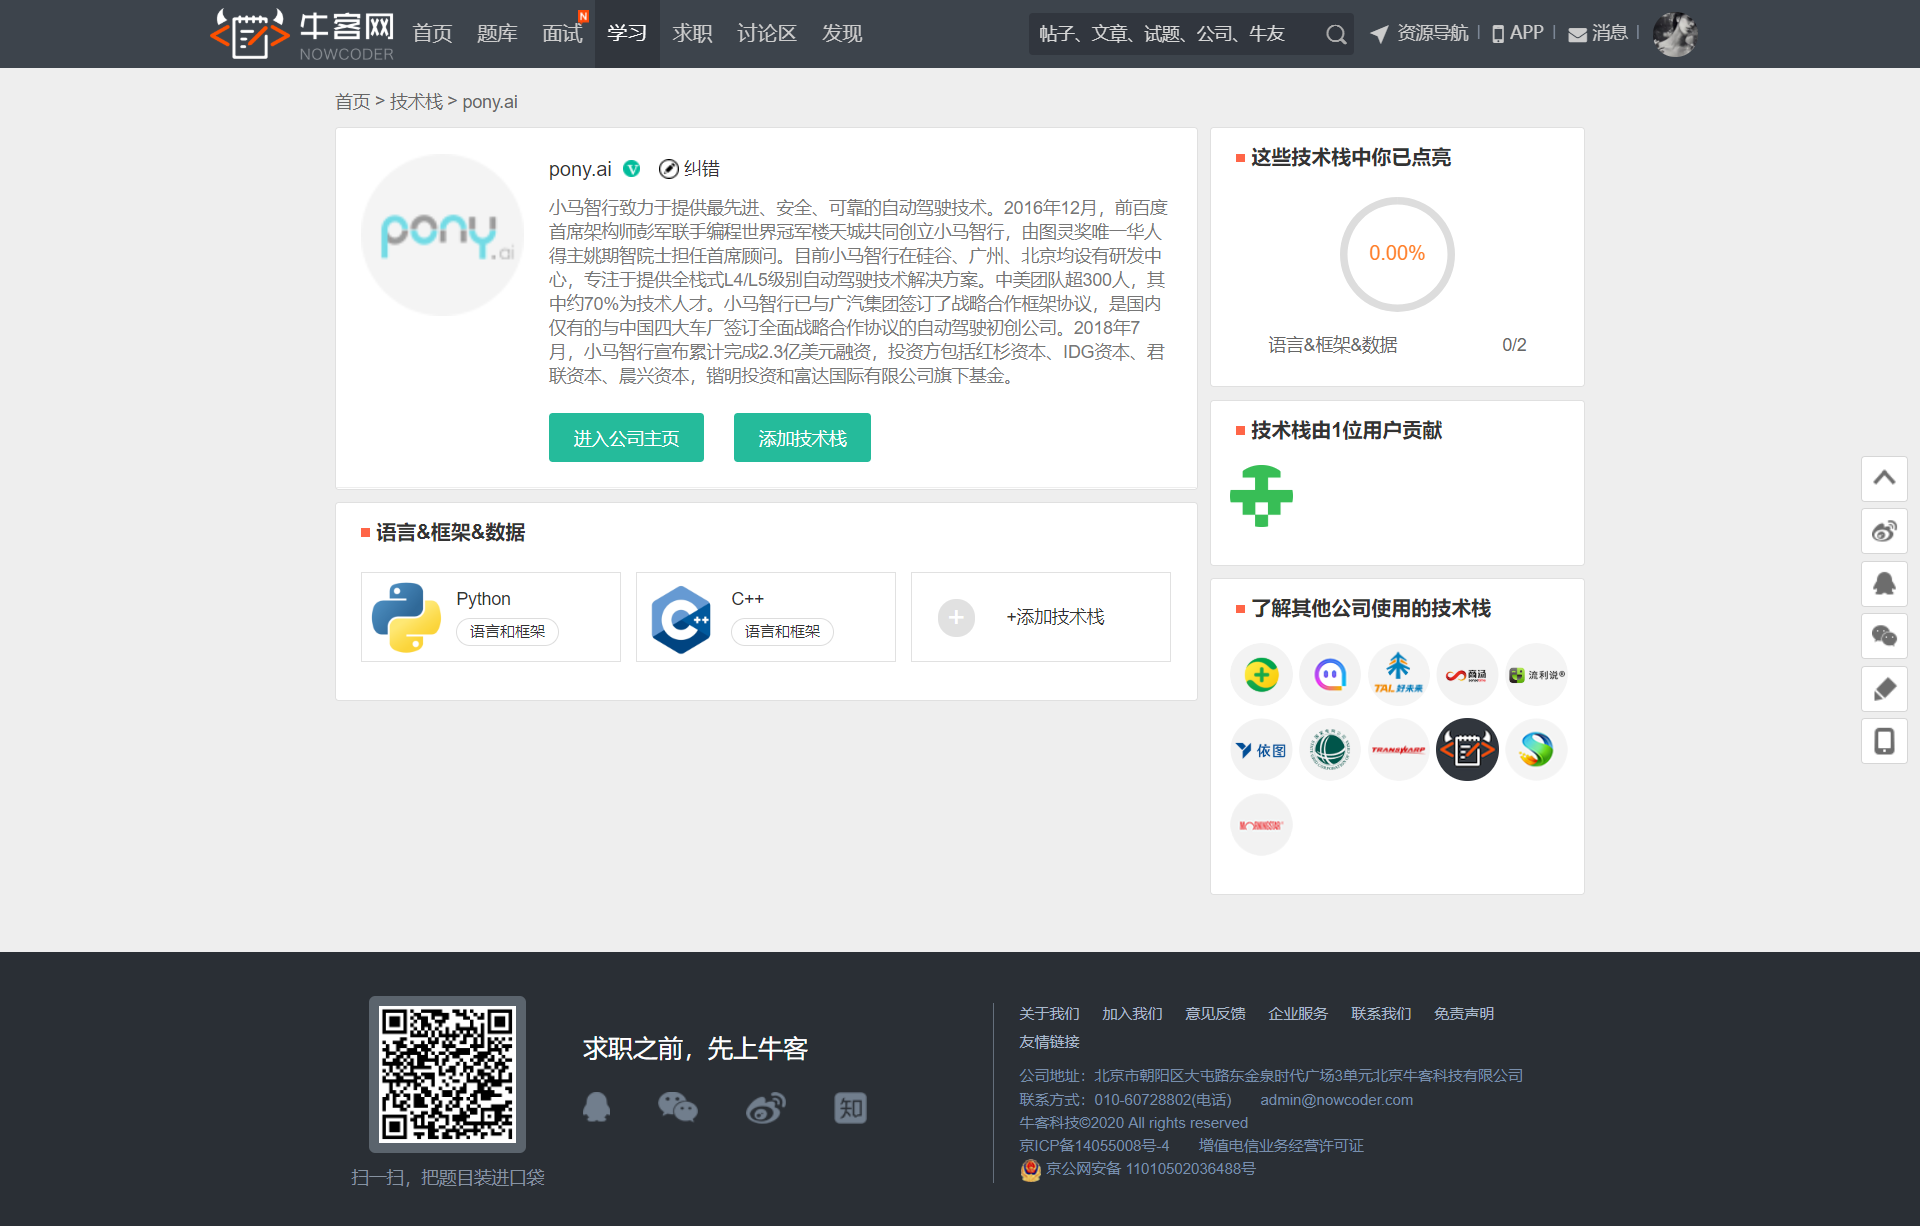 牛客网
NOWCODER
首页 题库 面试 N 学习 求职 讨论区 发现
帖子、文章、试题、公司、牛友
资源导航 APP 消息
首页 > 技术栈 > pony.ai
pony.ai
pony.ai V 纠错
小马智行致力于提供最先进、安全、可靠的自动驾驶技术。2016年12月，前百度
首席架构师彭军联手编程世界冠军楼天城共同创立小马智行，由图灵奖唯一华人
得主姚期智院士担任首席顾问。目前小马智行在硅谷、广州、北京均设有研发中
心，专注于提供全栈式L4/L5级别自动驾驶技术解决方案。中美团队超300人，其
中约70%为技术人才。小马智行已与广汽集团签订了战略合作框架协议，是国内
仅有的与中国四大车厂签订全面战略合作协议的自动驾驶初创公司。2018年7
月，小马智行宣布累计完成2.3亿美元融资，投资方包括红杉资本、IDG资本、君
联资本、晨兴资本，锴明投资和富达国际有限公司旗下基金。
进入公司主页 添加技术栈
语言&框架&数据
Python
语言和框架
C++
语言和框架
+添加技术栈
这些技术栈中你已点亮
0.00%
语言&框架&数据 0/2
技术栈由1位用户贡献
了解其他公司使用的技术栈
TAL好未来
商汤
流利说
依图
TRANSWARP
MORNINGSTAR
扫一扫，把题目装进口袋
求职之前，先上牛客
知
关于我们 加入我们 意见反馈 企业服务 联系我们 免责声明
友情链接
公司地址：北京市朝阳区大屯路东金泉时代广场3单元北京牛客科技有限公司
联系方式：010-60728802(电话) admin@nowcoder.com
牛客科技©2020 All rights reserved
京ICP备14055008号-4 增值电信业务经营许可证
京公网安备 11010502036488号